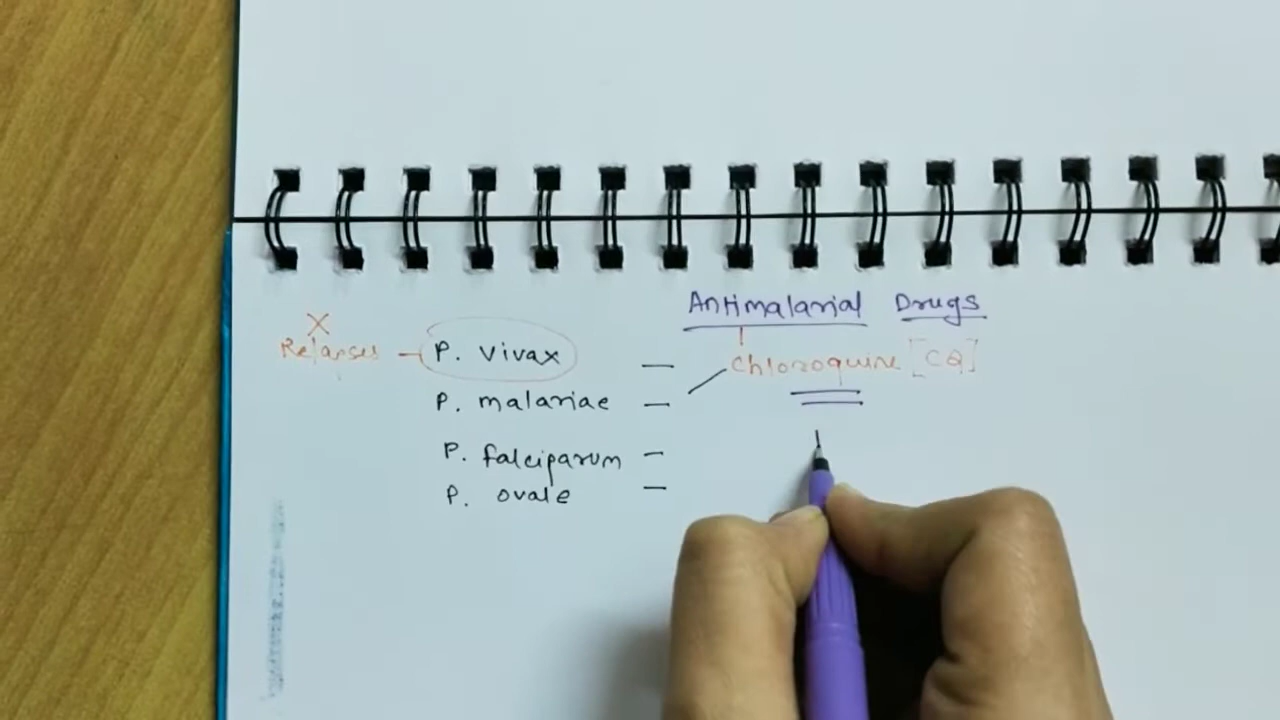 Antimalarial Drugs
X
Relapses - P. vivax - Chloroquine [CQ]
P. malariae -
P. falciparum -
P. ovale -